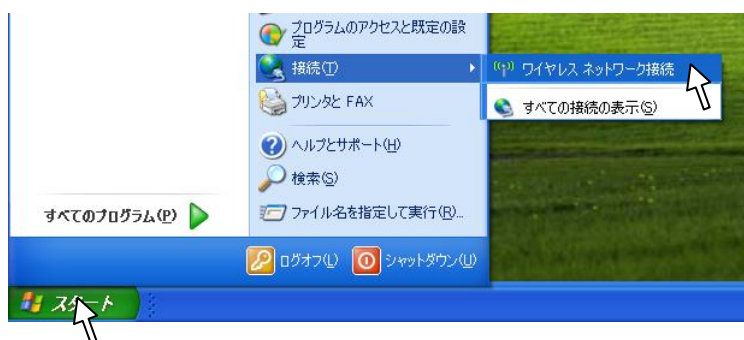 プログラムのアクセスと既定の設
定
接続(T)
ワイヤレス ネットワーク接続
プリンタと FAX
すべての接続の表示(S)
ヘルプとサポート(H)
検索(S)
すべてのプログラム(P)
ファイル名を指定して実行(R)...
ログオフ(L)
シャットダウン(U)
スタート